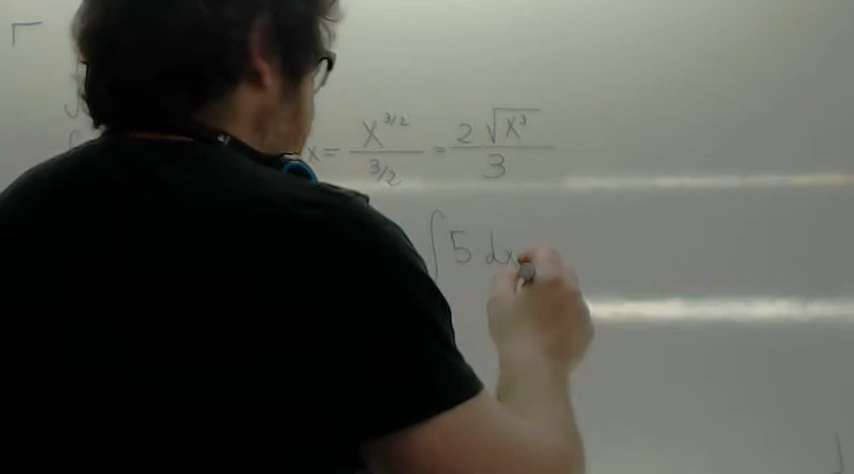 x = x^{3/2} / 3/2 = 2 √x³ / 3
∫ 5 dx